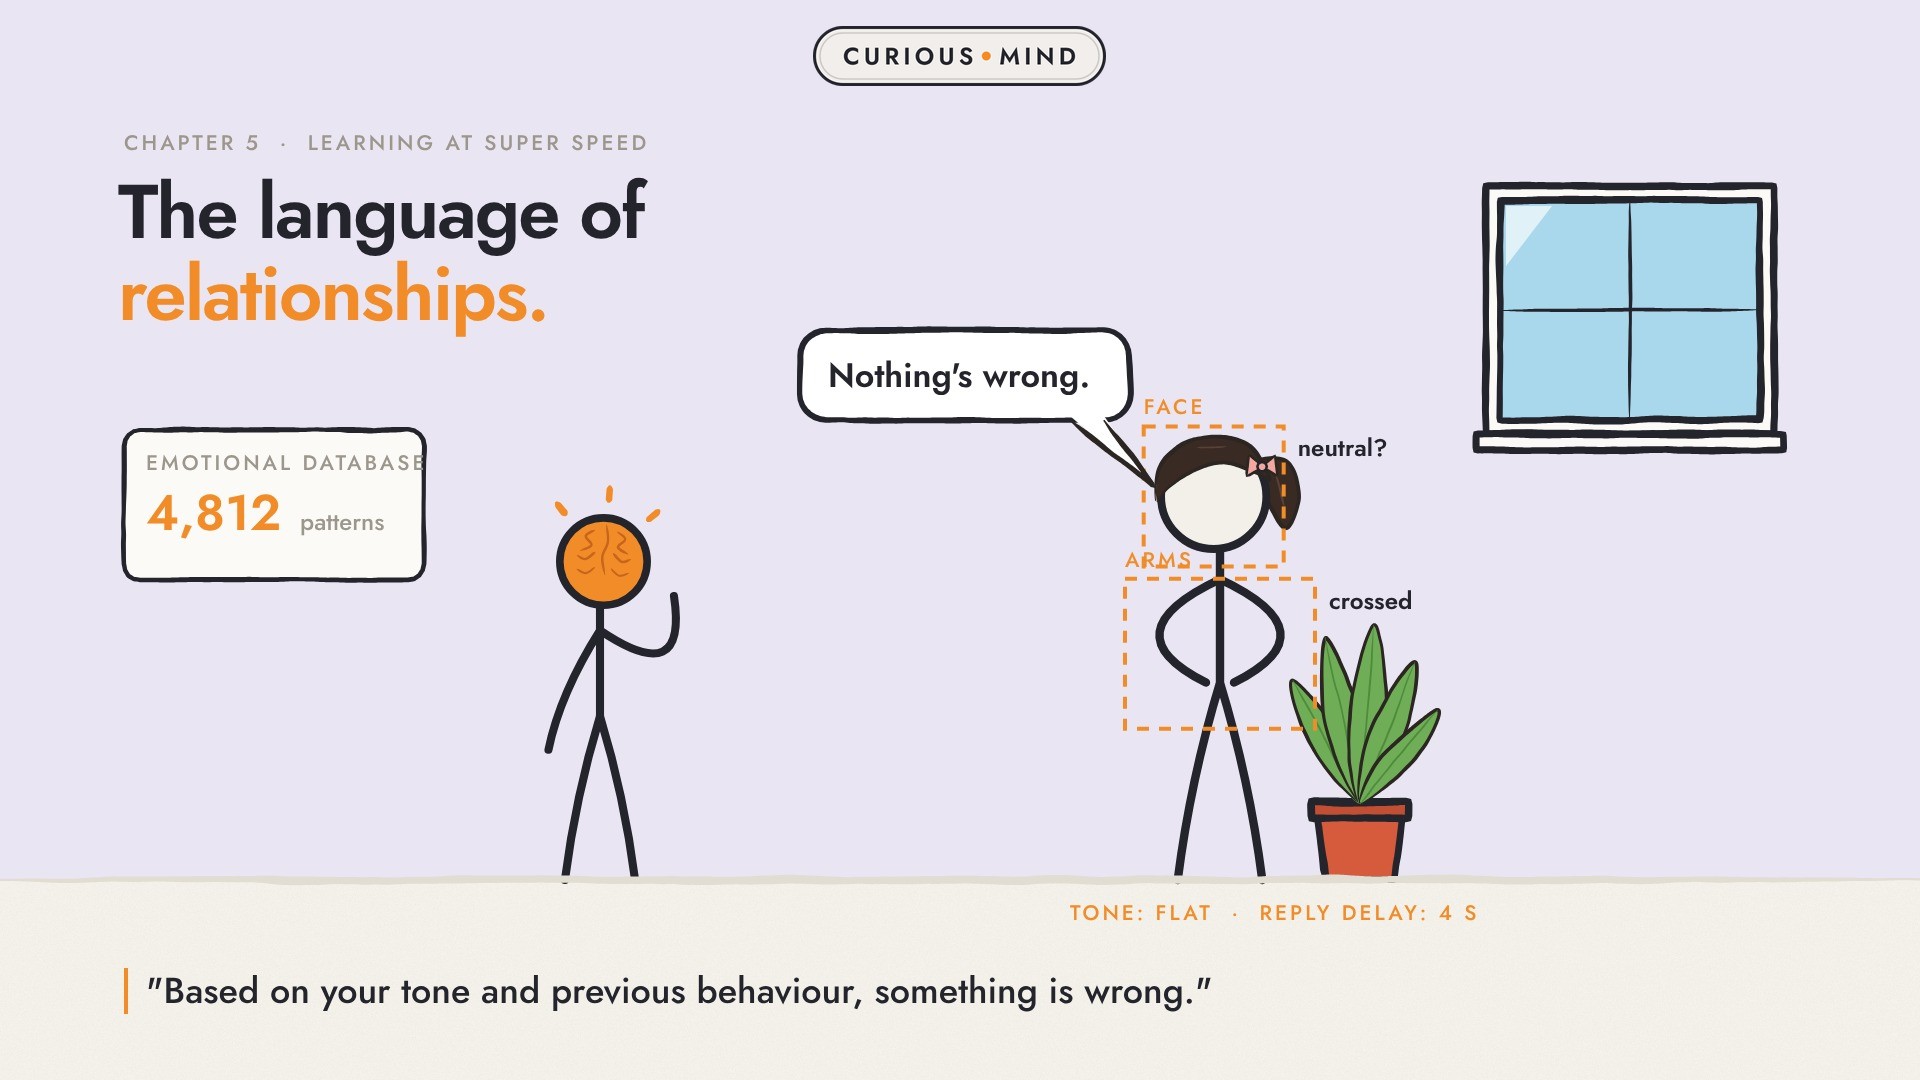 CURIOUS•MIND
CHAPTER 5 · LEARNING AT SUPER SPEED
The language of
relationships.
Nothing's wrong.
FACE
neutral?
EMOTIONAL DATABASE
4,812 patterns
ARMS
crossed
TONE: FLAT · REPLY DELAY: 4 S
"Based on your tone and previous behaviour, something is wrong."